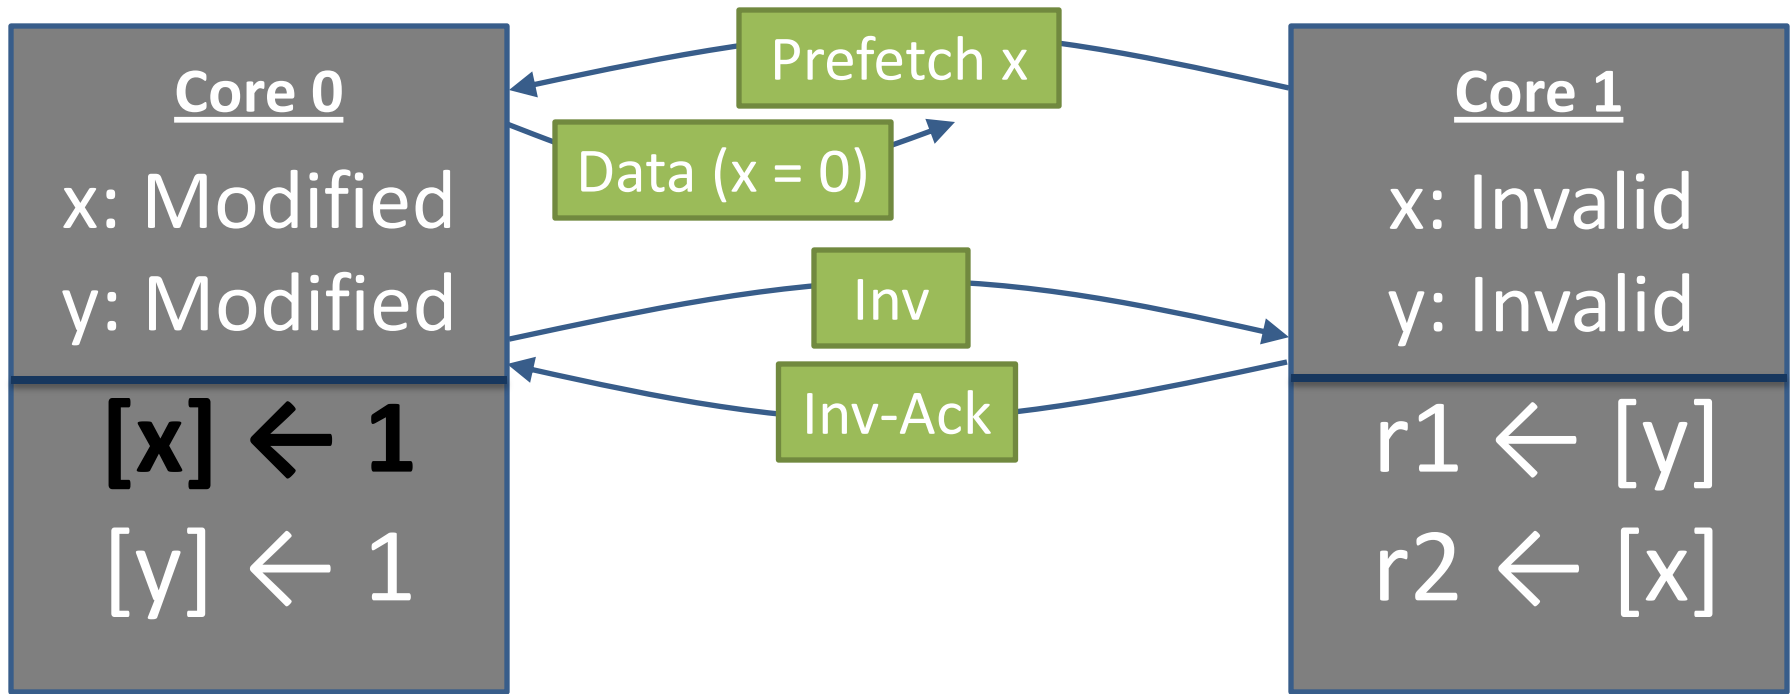 Core 0
x: Modified
y: Modified
[x] ← 1
[y] ← 1
Prefetch x
Data (x = 0)
Inv
Inv-Ack
Core 1
x: Invalid
y: Invalid
r1 ← [y]
r2 ← [x]